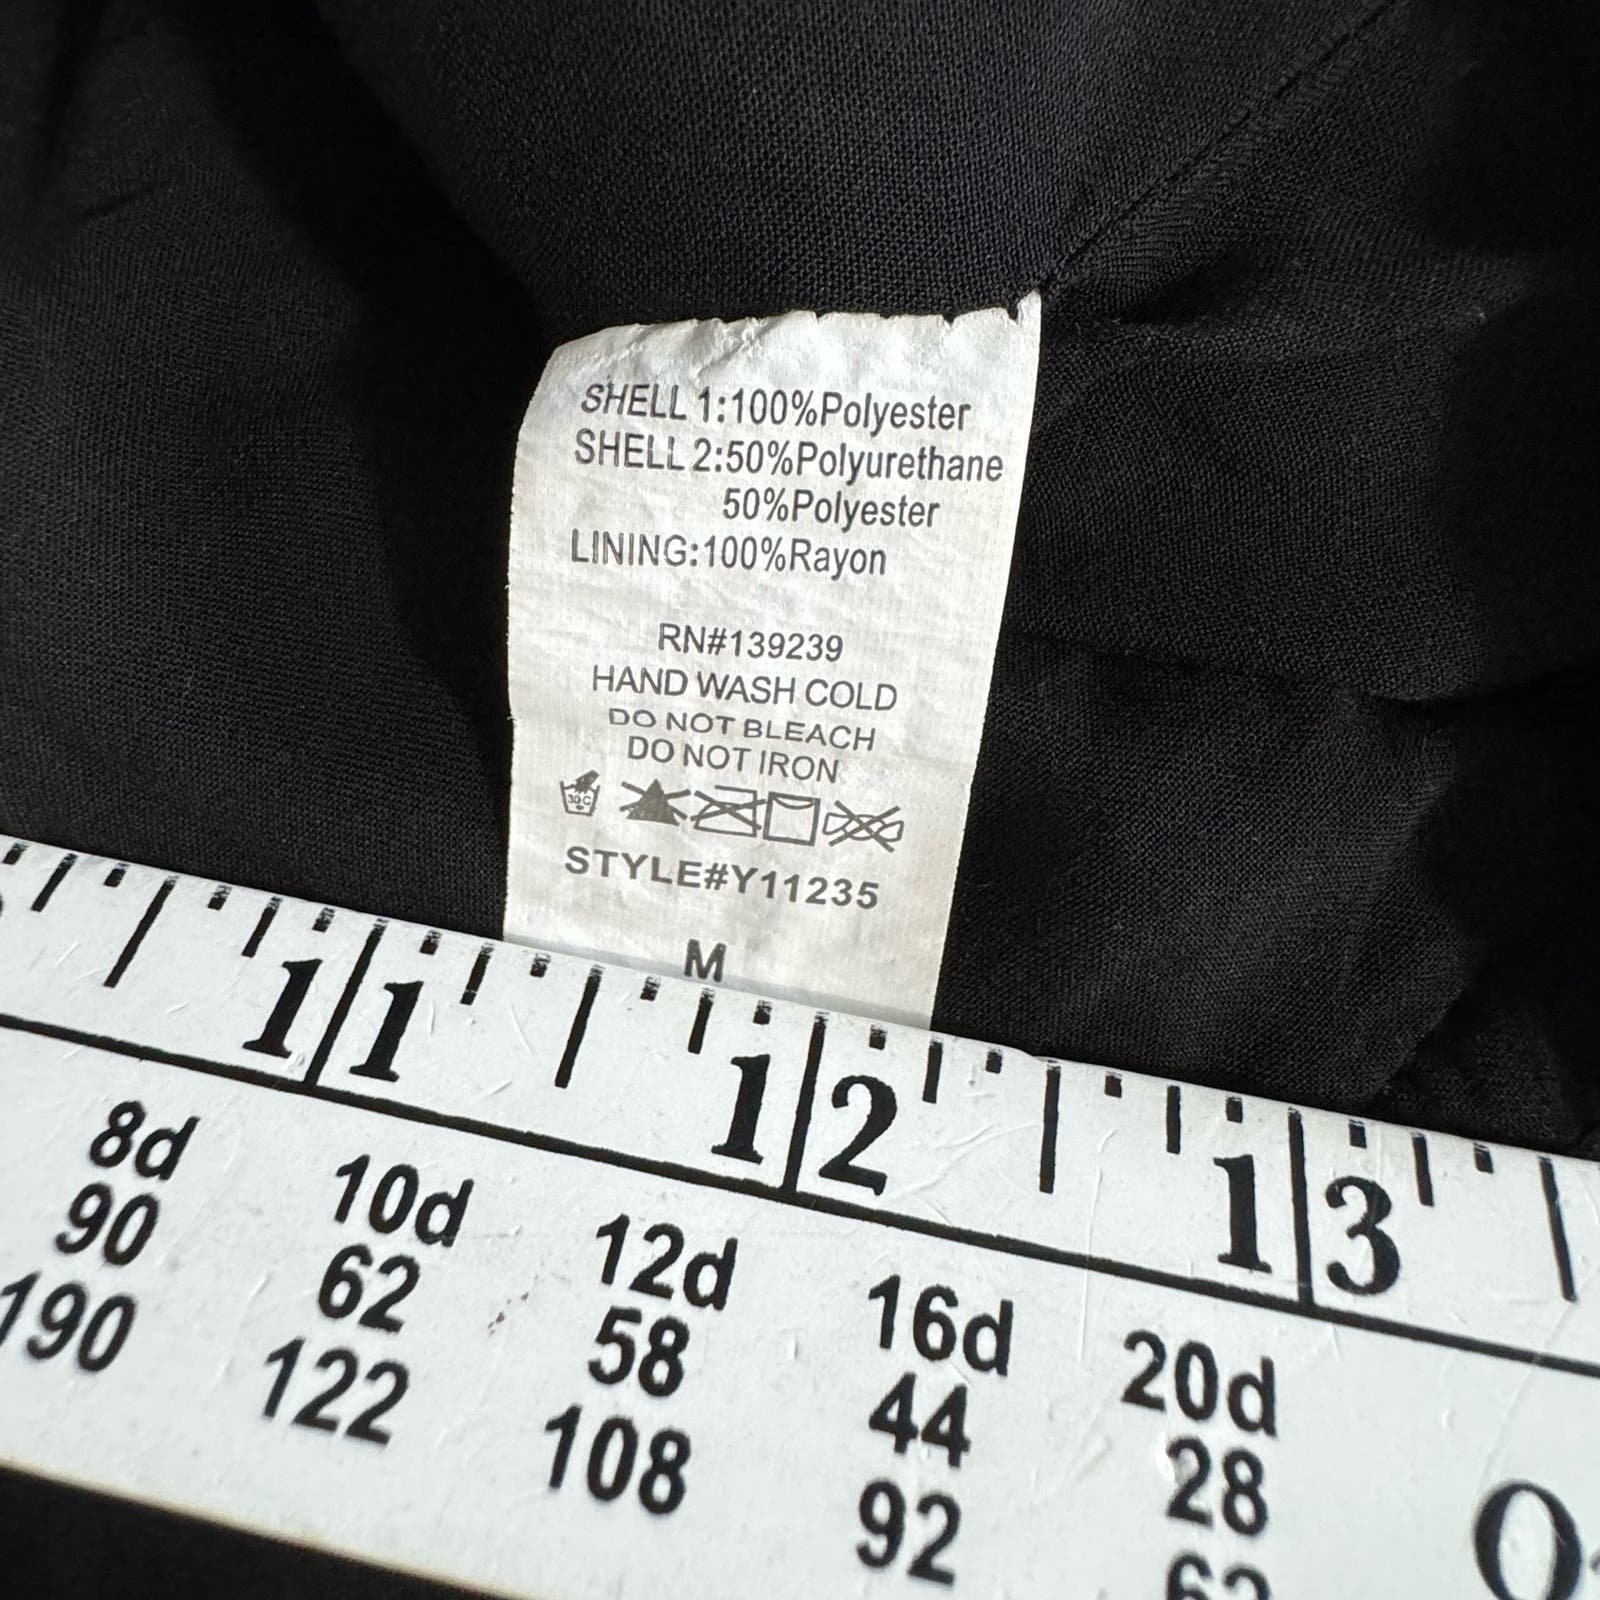 SHELL 1:100%Polyester
SHELL 2:50%Polyurethane
50%Polyester
LINING:100%Rayon
RN#139239
HAND WASH COLD
DO NOT BLEACH
DO NOT IRON
30°C
STYLE#Y11235
M
11 12 13
8d 10d 12d 16d 20d
90 62 58 44 28
190 122 108 92 62